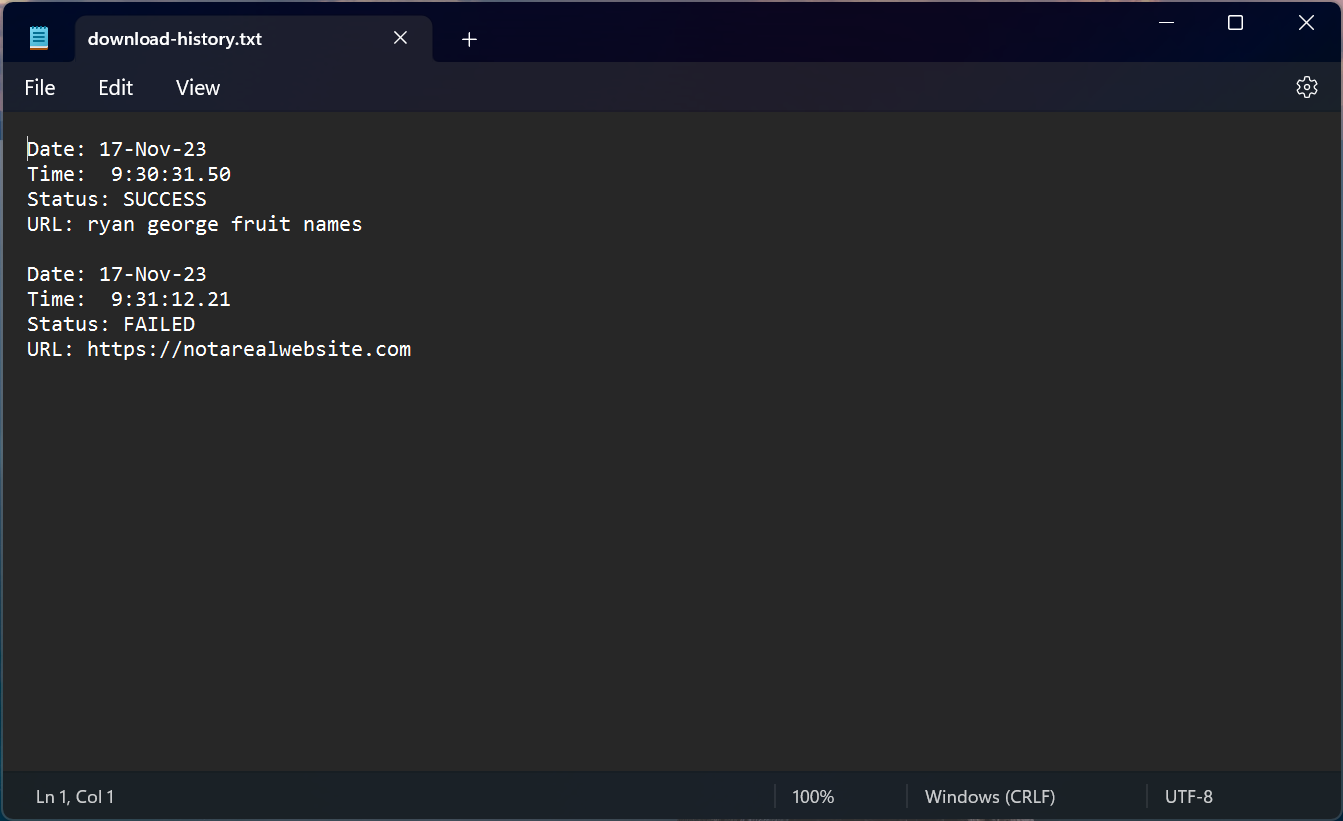 download-history.txt
File Edit View
Date: 17-Nov-23
Time:  9:30:31.50
Status: SUCCESS
URL: ryan george fruit names
Date: 17-Nov-23
Time:  9:31:12.21
Status: FAILED
URL: https://notarealwebsite.com
Ln 1, Col 1 100% Windows (CRLF) UTF-8